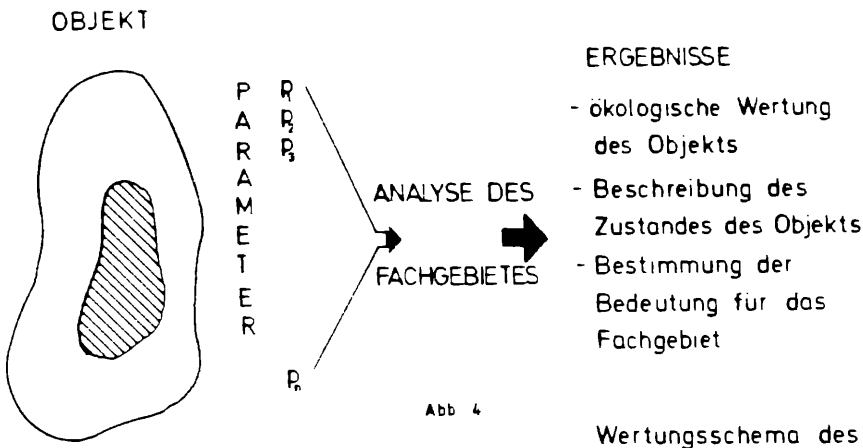 OBJEKT
PARAMETER
P₁
P₂
P₃
Pₙ
ANALYSE DES
FACHGEBIETES
ERGEBNISSE
- ökologische Wertung
des Objekts
- Beschreibung des
Zustandes des Objekts
- Bestimmung der
Bedeutung für das
Fachgebiet
Abb 4
Wertungsschema des